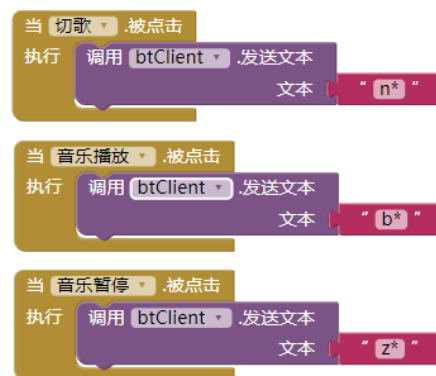 当 切歌 .被点击
执行 调用 btClient .发送文本
文本 " n* "
当 音乐播放 .被点击
执行 调用 btClient .发送文本
文本 " b* "
当 音乐暂停 .被点击
执行 调用 btClient .发送文本
文本 " z* "